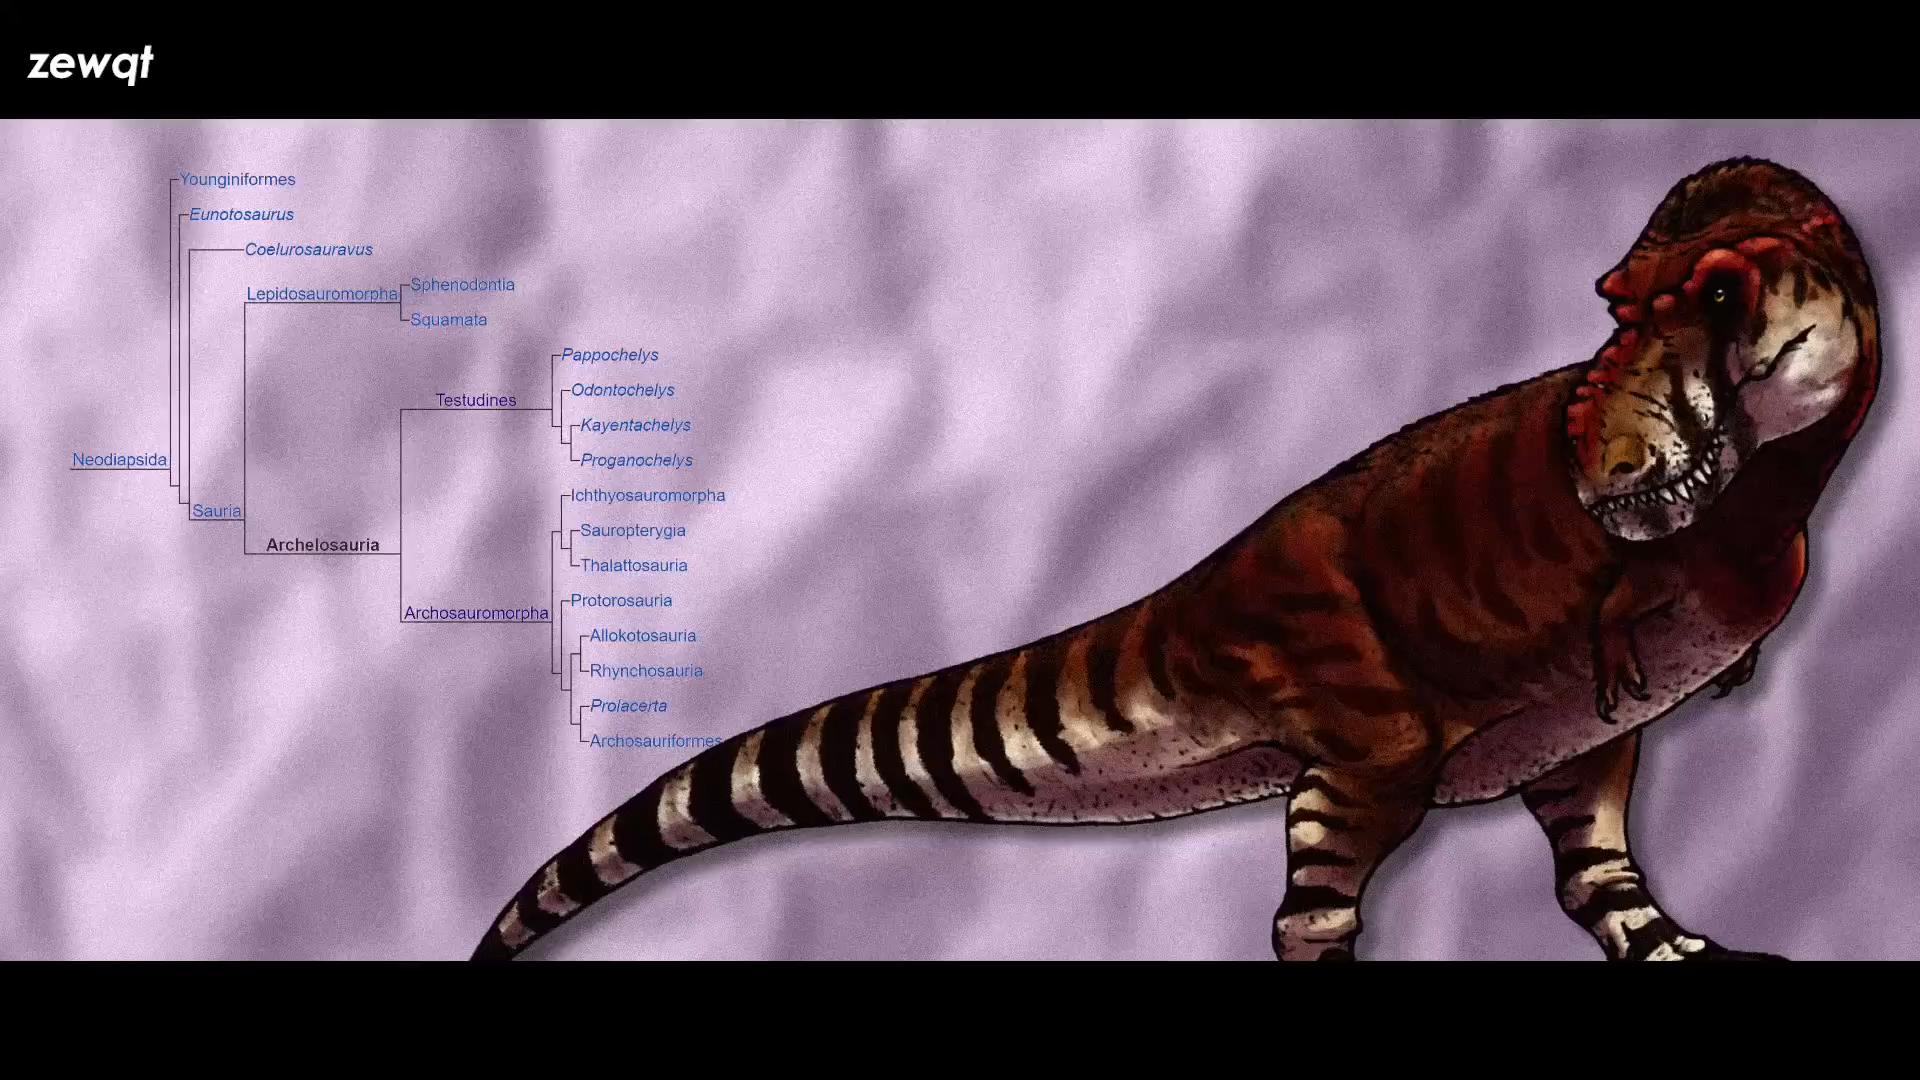 zewqt
Younginiformes
Eunotosaurus
Coelurosauravus
Sphenodontia
Lepidosauromorpha
Squamata
Pappochelys
Odontochelys
Testudines
Kayentachelys
Neodiapsida
Proganochelys
Ichthyosauromorpha
Sauria
Sauropterygia
Archelosauria
Thalattosauria
Protorosauria
Archosauromorpha
Allokotosauria
Rhynchosauria
Prolacerta
Archosauriformes